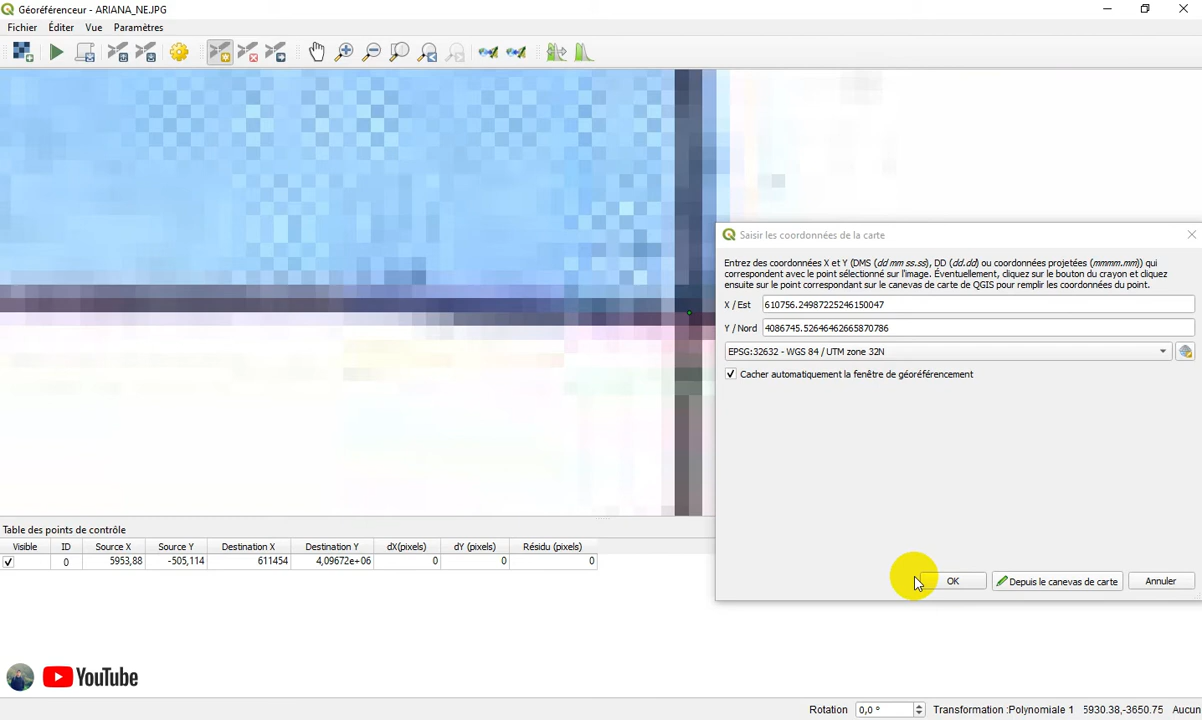 Géoréférenceur - ARIANA_NE.JPG
Fichier Éditer Vue Paramètres
Saisir les coordonnées de la carte
Entrez des coordonnées X et Y (DMS (dd mm ss.ss), DD (dd.dd) ou coordonnées projetées (mmmm.mm)) qui
correspondent avec le point sélectionné sur l'image. Éventuellement, cliquez sur le bouton du crayon et cliquez
ensuite sur le point correspondant sur le canevas de carte de QGIS pour remplir les coordonnées du point.
X / Est 610756.24987225246150047
Y / Nord 4086745.52646462665870786
EPSG:32632 - WGS 84 / UTM zone 32N
Cacher automatiquement la fenêtre de géoréférencement
OK Depuis le canevas de carte Annuler
Table des points de contrôle
Visible ID Source X Source Y Destination X Destination Y dX(pixels) dY (pixels) Résidu (pixels)
0 5953,88 -505,114 611454 4,09672e+06 0 0 0
YouTube
Rotation 0,0 ° Transformation :Polynomiale 1 5930.38,-3650.75 Aucun